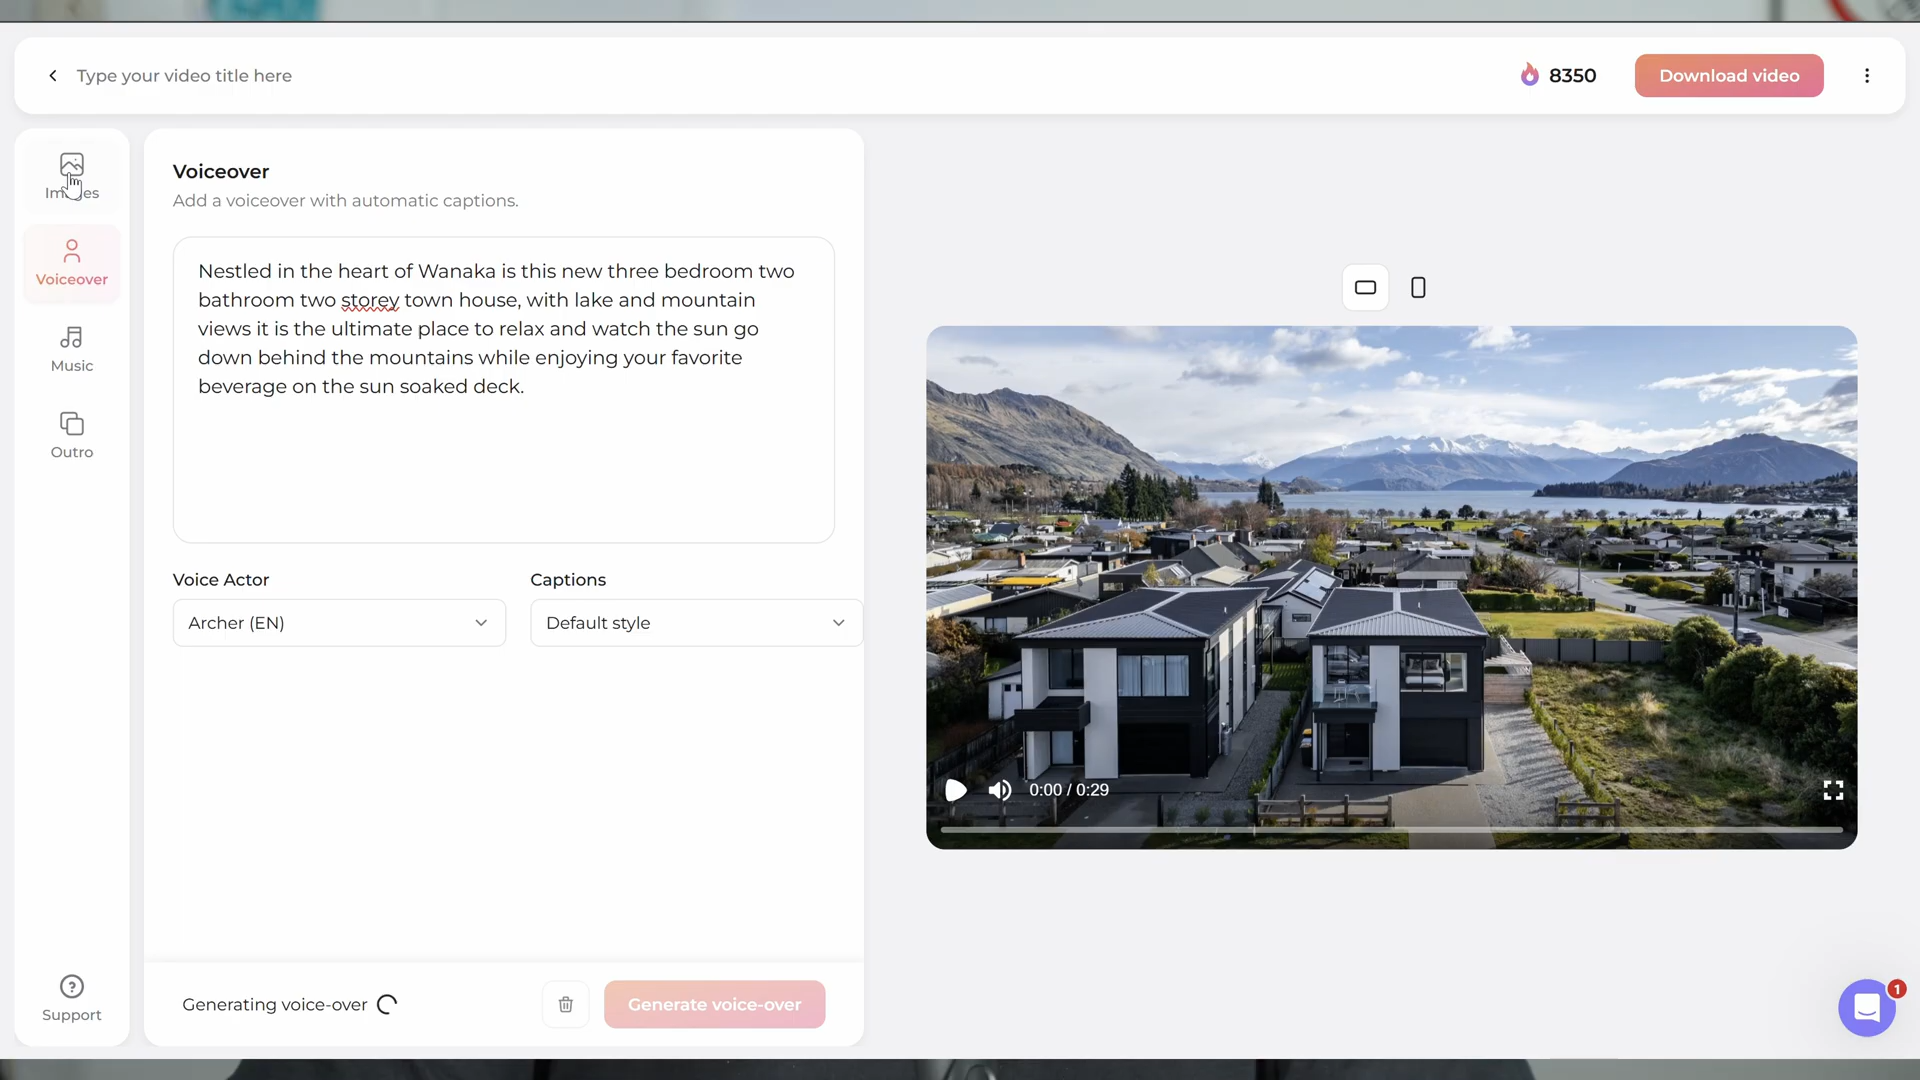 Type your video title here
8350
Download video
Images
Voiceover
Music
Outro
Support
Voiceover
Add a voiceover with automatic captions.
Nestled in the heart of Wanaka is this new three bedroom two
bathroom two storey town house, with lake and mountain
views it is the ultimate place to relax and watch the sun go
down behind the mountains while enjoying your favorite
beverage on the sun soaked deck.
Voice Actor
Captions
Archer (EN)
Default style
Generating voice-over
Generate voice-over
0:00 / 0:29
1